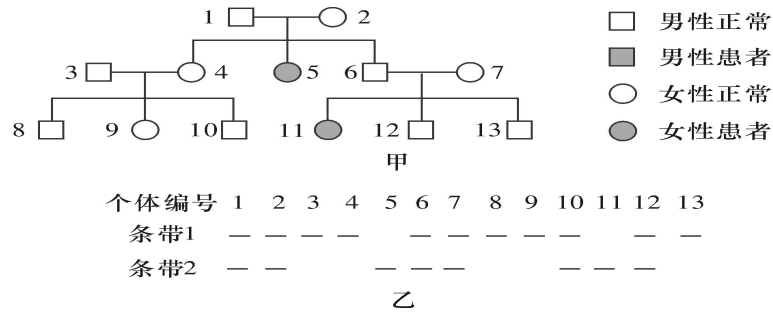 1 2 男性正常
3 4 5 6 7 男性患者
女性正常
8 9 10 11 12 13 女性患者
甲
个体编号 1 2 3 4 5 6 7 8 9 10 11 12 13
条带1
条带2
乙